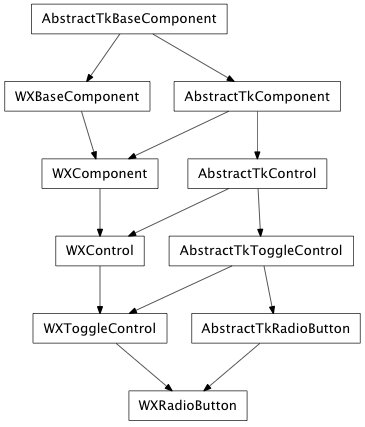 AbstractTkBaseComponent
WXBaseComponent
AbstractTkComponent
WXComponent
AbstractTkControl
WXControl
AbstractTkToggleControl
WXToggleControl
AbstractTkRadioButton
WXRadioButton